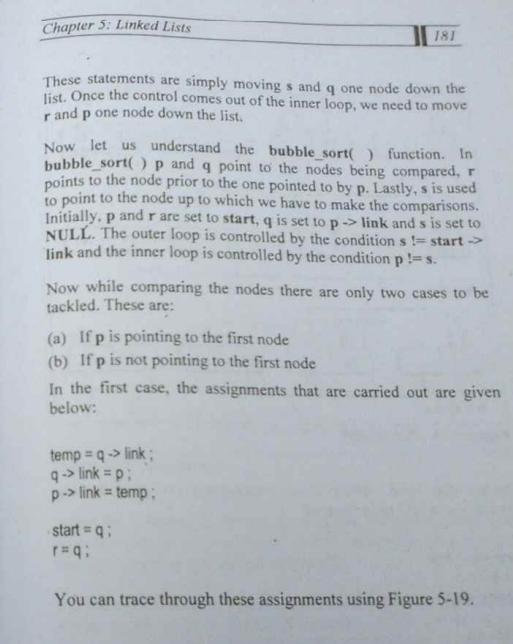 Chapter 5: Linked Lists
181
These statements are simply moving s and q one node down the
list. Once the control comes out of the inner loop, we need to move
r and p one node down the list.
Now let us understand the bubble_sort( ) function. In
bubble_sort( ) p and q point to the nodes being compared, r
points to the node prior to the one pointed to by p. Lastly, s is used
to point to the node up to which we have to make the comparisons.
Initially, p and r are set to start, q is set to p -> link and s is set to
NULL. The outer loop is controlled by the condition s != start ->
link and the inner loop is controlled by the condition p != s.
Now while comparing the nodes there are only two cases to be
tackled. These are:
(a) If p is pointing to the first node
(b) If p is not pointing to the first node
In the first case, the assignments that are carried out are given
below:
temp = q -> link ;
q -> link = p ;
p -> link = temp ;
start = q ;
r = q ;
You can trace through these assignments using Figure 5-19.